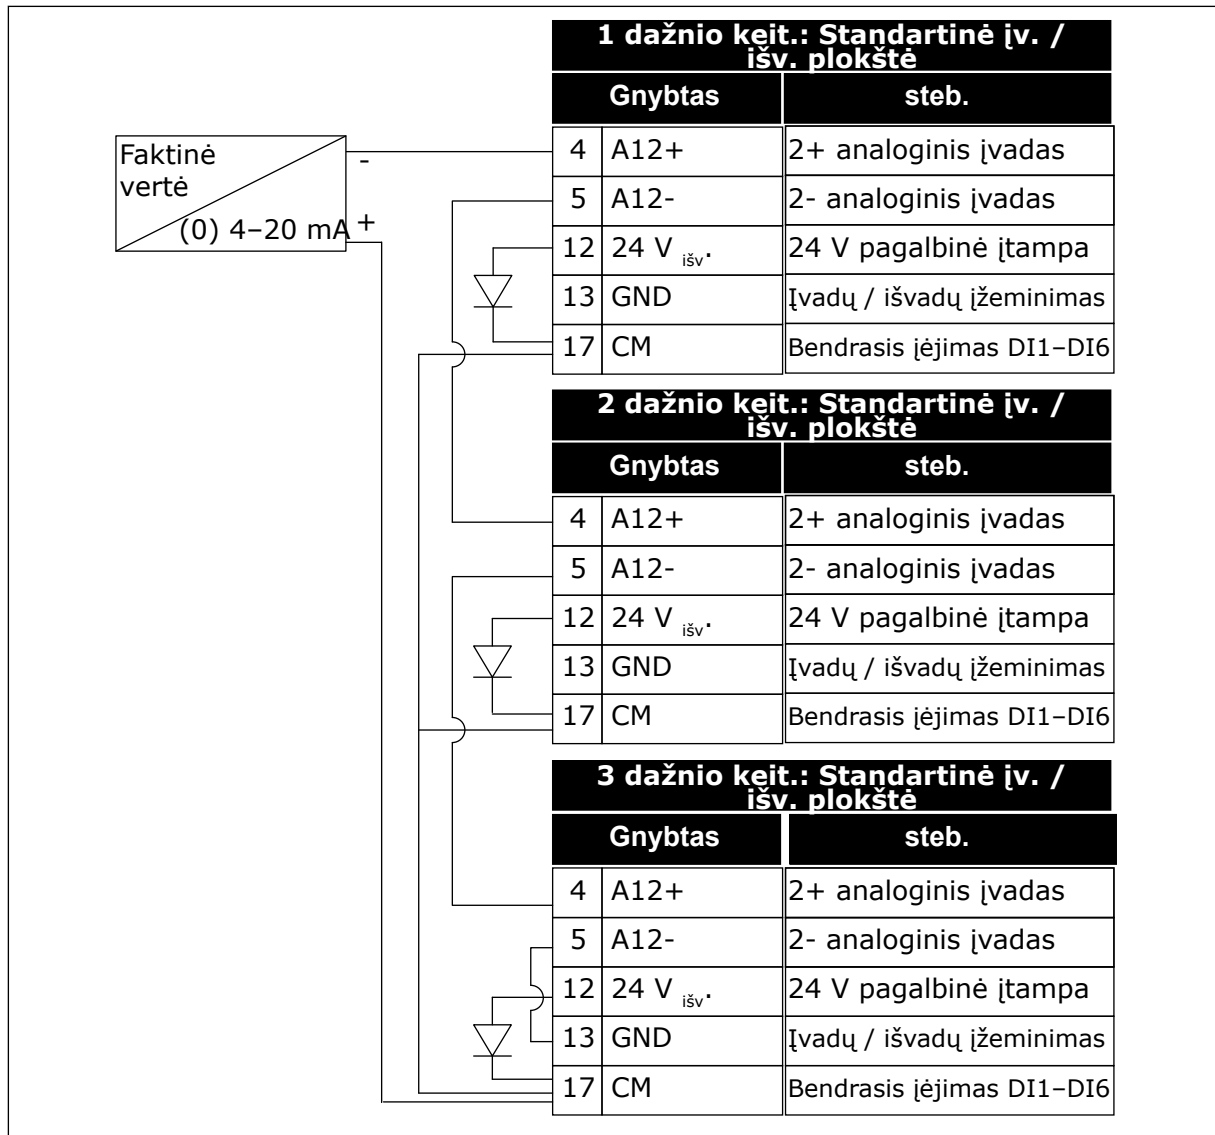 1 dažnio keit.: Standartinė įv. /
išv. plokštė
Gnybtas steb.
Faktinė
vertė
(0) 4–20 mA
-
+
4 A12+ 2+ analoginis įvadas
5 A12- 2- analoginis įvadas
12 24 V išv. 24 V pagalbinė įtampa
13 GND Įvadų / išvadų įžeminimas
17 CM Bendrasis įėjimas DI1–DI6
2 dažnio keit.: Standartinė įv. /
išv. plokštė
Gnybtas steb.
4 A12+ 2+ analoginis įvadas
5 A12- 2- analoginis įvadas
12 24 V išv. 24 V pagalbinė įtampa
13 GND Įvadų / išvadų įžeminimas
17 CM Bendrasis įėjimas DI1–DI6
3 dažnio keit.: Standartinė įv. /
išv. plokštė
Gnybtas steb.
4 A12+ 2+ analoginis įvadas
5 A12- 2- analoginis įvadas
12 24 V išv. 24 V pagalbinė įtampa
13 GND Įvadų / išvadų įžeminimas
17 CM Bendrasis įėjimas DI1–DI6